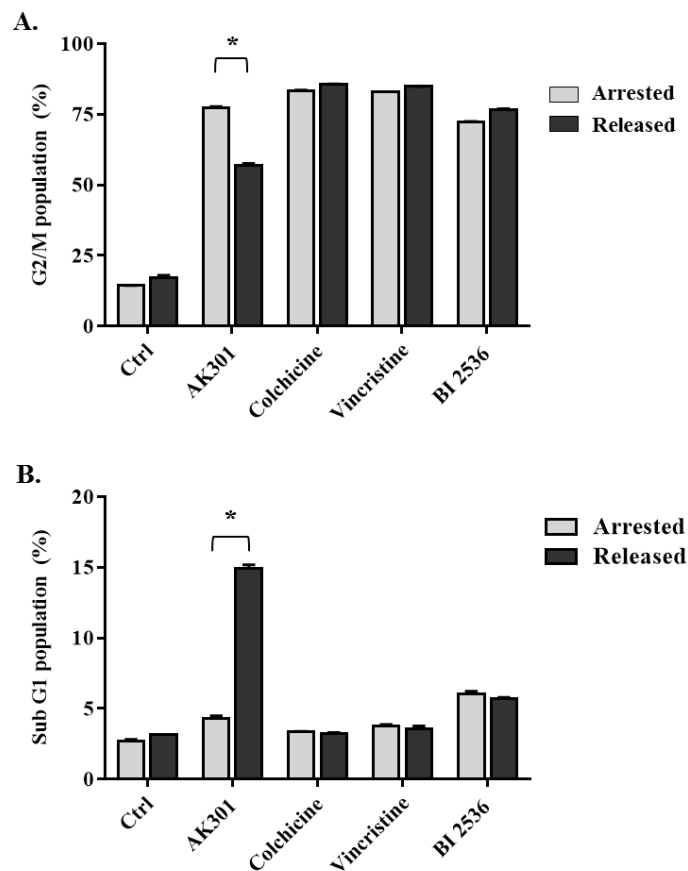 A.
G2/M population (%)
100
75
50
25
0
*
Arrested
Released
Ctrl
AK301
Colchicine
Vincristine
BI 2536
B.
Sub G1 population (%)
20
15
10
5
0
*
Arrested
Released
Ctrl
AK301
Colchicine
Vincristine
BI 2536